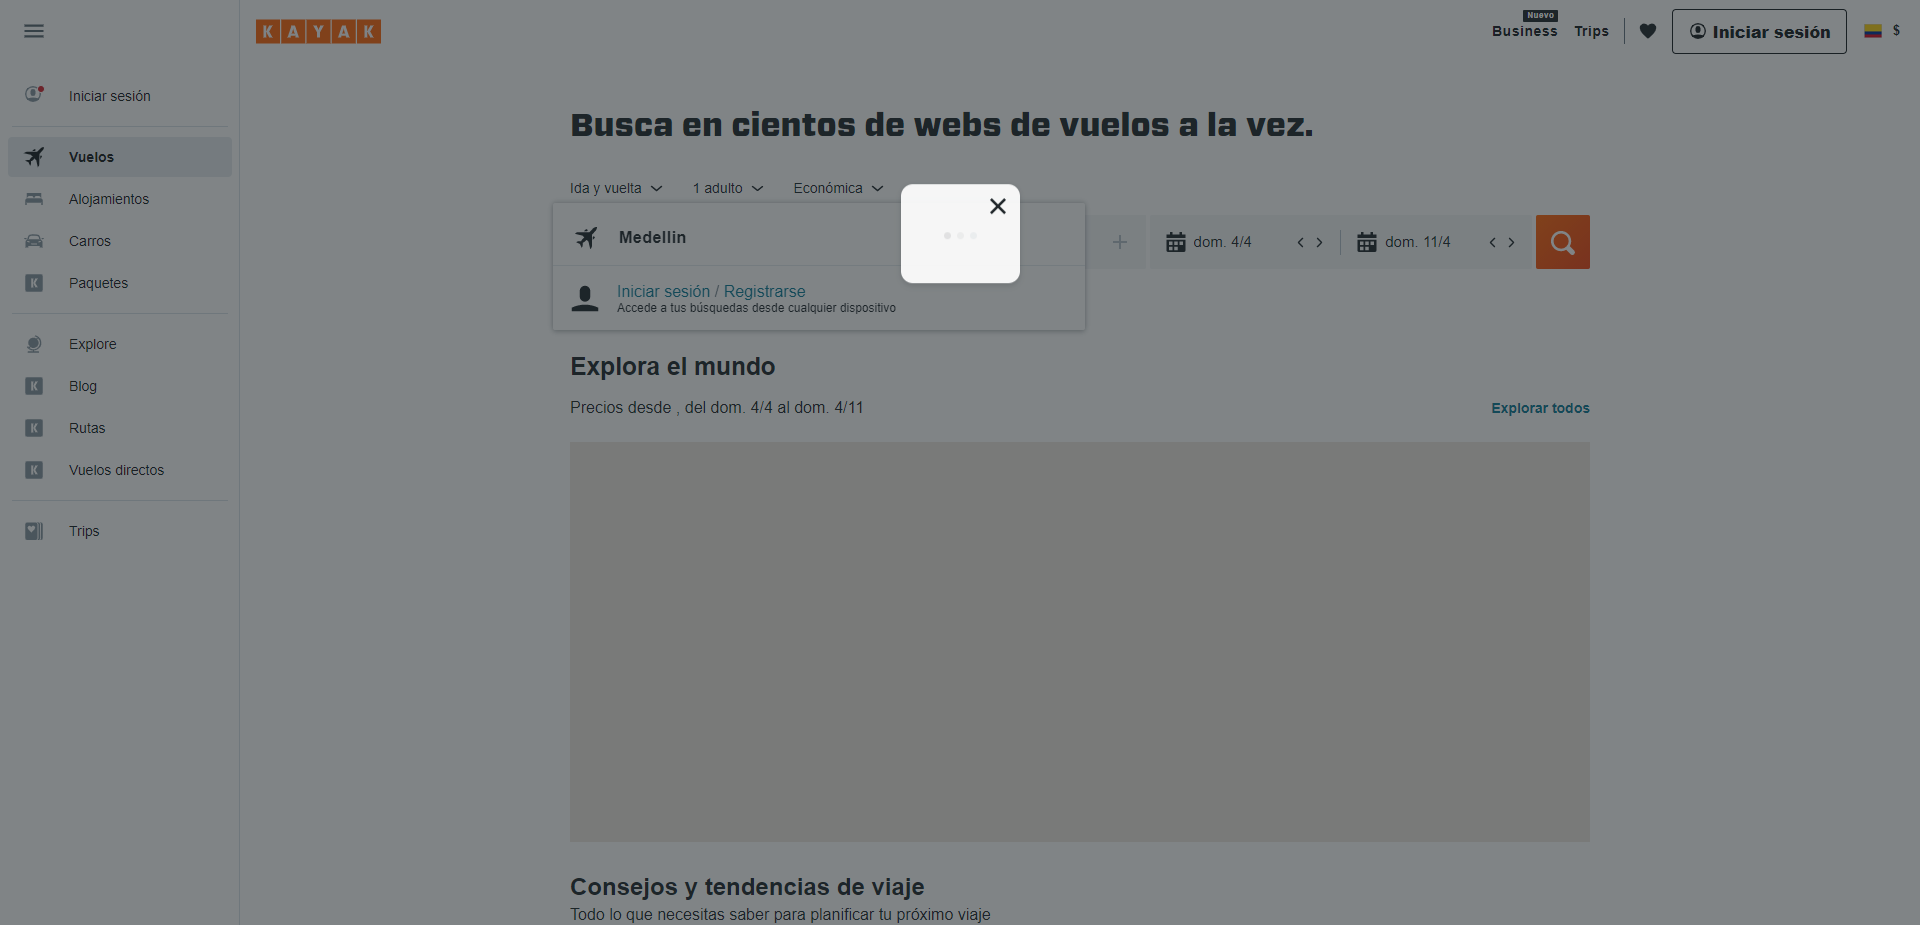 KAYAK
Nuevo
Business
Trips
Iniciar sesión
$
Iniciar sesión
Vuelos
Alojamientos
Carros
K
Paquetes
Explore
K
Blog
K
Rutas
K
Vuelos directos
Trips
Busca en cientos de webs de vuelos a la vez.
Ida y vuelta
1 adulto
Económica
Medellin
dom. 4/4
dom. 11/4
Iniciar sesión / Registrarse
Accede a tus búsquedas desde cualquier dispositivo
Explora el mundo
Precios desde , del dom. 4/4 al dom. 4/11
Explorar todos
Consejos y tendencias de viaje
Todo lo que necesitas saber para planificar tu próximo viaje